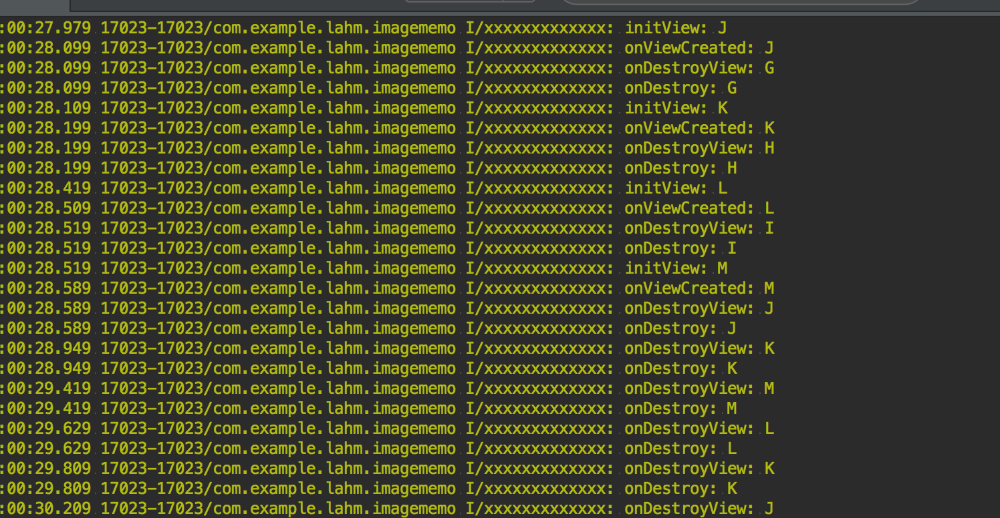 :00:27.979 17023-17023/com.example.lahm.imagememo I/xxxxxxxxxxxxx: initView: J
:00:28.099 17023-17023/com.example.lahm.imagememo I/xxxxxxxxxxxxx: onViewCreated: J
:00:28.099 17023-17023/com.example.lahm.imagememo I/xxxxxxxxxxxxx: onDestroyView: G
:00:28.099 17023-17023/com.example.lahm.imagememo I/xxxxxxxxxxxxx: onDestroy: G
:00:28.109 17023-17023/com.example.lahm.imagememo I/xxxxxxxxxxxxx: initView: K
:00:28.199 17023-17023/com.example.lahm.imagememo I/xxxxxxxxxxxxx: onViewCreated: K
:00:28.199 17023-17023/com.example.lahm.imagememo I/xxxxxxxxxxxxx: onDestroyView: H
:00:28.199 17023-17023/com.example.lahm.imagememo I/xxxxxxxxxxxxx: onDestroy: H
:00:28.419 17023-17023/com.example.lahm.imagememo I/xxxxxxxxxxxxx: initView: L
:00:28.509 17023-17023/com.example.lahm.imagememo I/xxxxxxxxxxxxx: onViewCreated: L
:00:28.519 17023-17023/com.example.lahm.imagememo I/xxxxxxxxxxxxx: onDestroyView: I
:00:28.519 17023-17023/com.example.lahm.imagememo I/xxxxxxxxxxxxx: onDestroy: I
:00:28.519 17023-17023/com.example.lahm.imagememo I/xxxxxxxxxxxxx: initView: M
:00:28.589 17023-17023/com.example.lahm.imagememo I/xxxxxxxxxxxxx: onViewCreated: M
:00:28.589 17023-17023/com.example.lahm.imagememo I/xxxxxxxxxxxxx: onDestroyView: J
:00:28.589 17023-17023/com.example.lahm.imagememo I/xxxxxxxxxxxxx: onDestroy: J
:00:28.949 17023-17023/com.example.lahm.imagememo I/xxxxxxxxxxxxx: onDestroyView: K
:00:28.949 17023-17023/com.example.lahm.imagememo I/xxxxxxxxxxxxx: onDestroy: K
:00:29.419 17023-17023/com.example.lahm.imagememo I/xxxxxxxxxxxxx: onDestroyView: M
:00:29.419 17023-17023/com.example.lahm.imagememo I/xxxxxxxxxxxxx: onDestroy: M
:00:29.629 17023-17023/com.example.lahm.imagememo I/xxxxxxxxxxxxx: onDestroyView: L
:00:29.629 17023-17023/com.example.lahm.imagememo I/xxxxxxxxxxxxx: onDestroy: L
:00:29.809 17023-17023/com.example.lahm.imagememo I/xxxxxxxxxxxxx: onDestroyView: K
:00:29.809 17023-17023/com.example.lahm.imagememo I/xxxxxxxxxxxxx: onDestroy: K
:00:30.209 17023-17023/com.example.lahm.imagememo I/xxxxxxxxxxxxx: onDestroyView: J